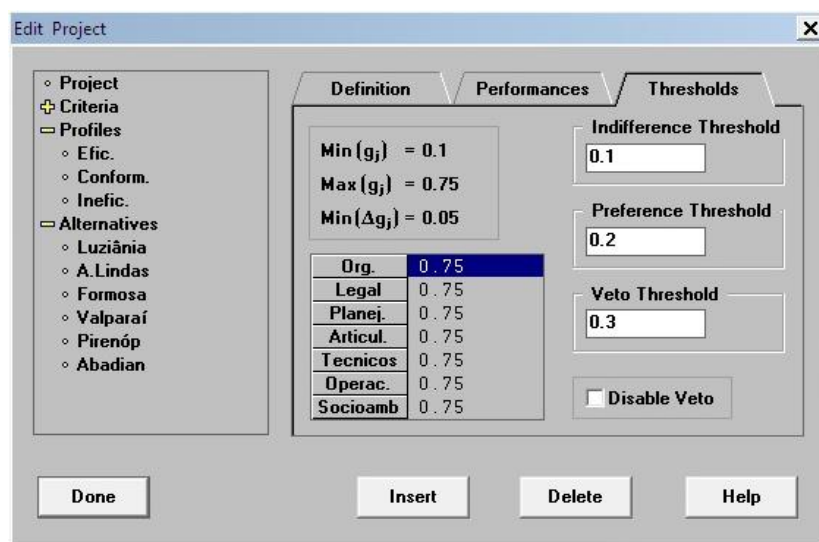 Edit Project
Project
Criteria
Profiles
Efic.
Conform.
Inefic.
Alternatives
Luziânia
A.Lindas
Formosa
Valparaí
Pirenóp
Abadian
Definition
Performances
Thresholds
Min(gj) = 0.1
Max(gj) = 0.75
Min(Δgj) = 0.05
Org. 0.75
Legal 0.75
Planej. 0.75
Articul. 0.75
Tecnicos 0.75
Operac. 0.75
Socioamb 0.75
Indifference Threshold
0.1
Preference Threshold
0.2
Veto Threshold
0.3
Disable Veto
Done
Insert
Delete
Help